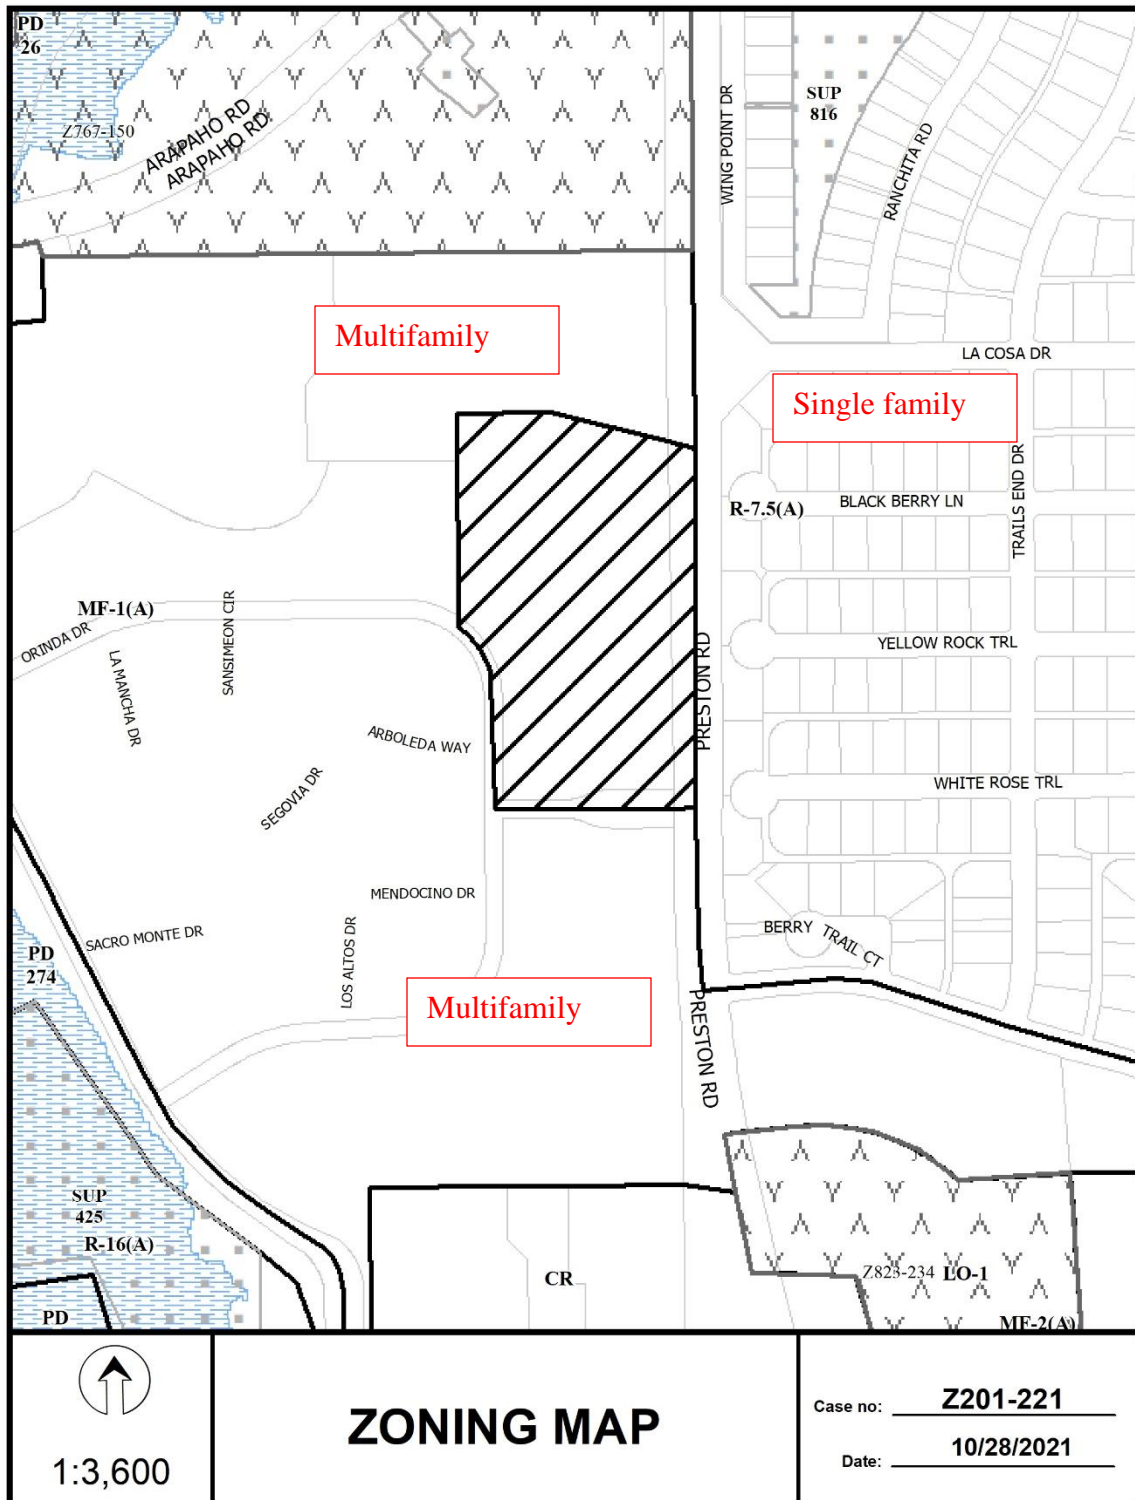 PD
26
Z767-150
ARAPAHO RD
ARAPAHO RD
WING POINT DR
SUP
816
RANCHITA RD
LA COSA DR
Multifamily
Single family
TRAILS END DR
BLACK BERRY LN
R-7.5(A)
MF-1(A)
SANSIMEON CIR
ORINDA DR
LA MANCHA DR
YELLOW ROCK TRL
PRESTON RD
ARBOLEDA WAY
SEGOVIA DR
WHITE ROSE TRL
MENDOCINO DR
SACRO MONTE DR
LOS ALTOS DR
BERRY TRAIL CT
PD
274
Multifamily
PRESTON RD
SUP
425
R-16(A)
CR
Z823-234
LO-1
PD
MF-2(A)
1:3,600
ZONING MAP
Case no: Z201-221
Date: 10/28/2021